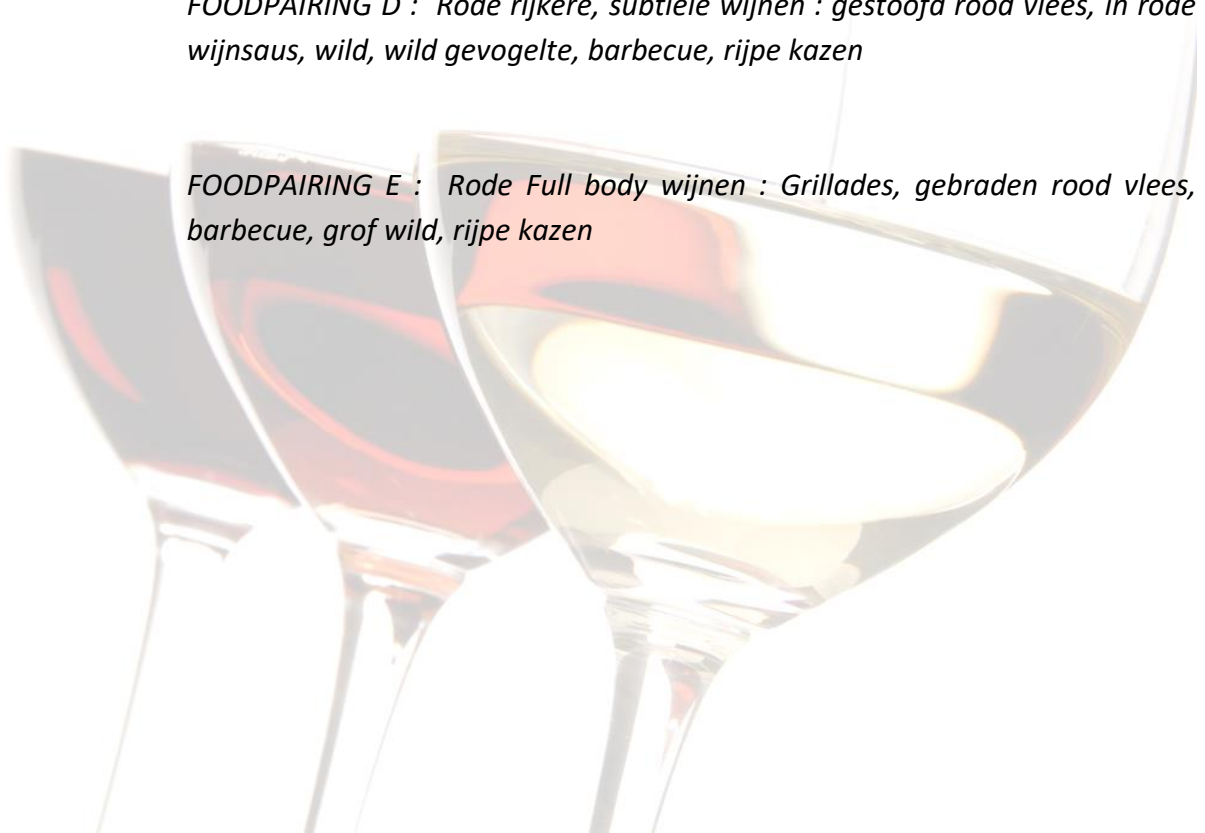 FOODPAIRING D : Rode rijkere, subtiele wijnen : gestoofd rood vlees, in rode
wijnsaus, wild, wild gevogelte, barbecue, rijpe kazen
FOODPAIRING E : Rode Full body wijnen : Grillades, gebraden rood vlees,
barbecue, grof wild, rijpe kazen